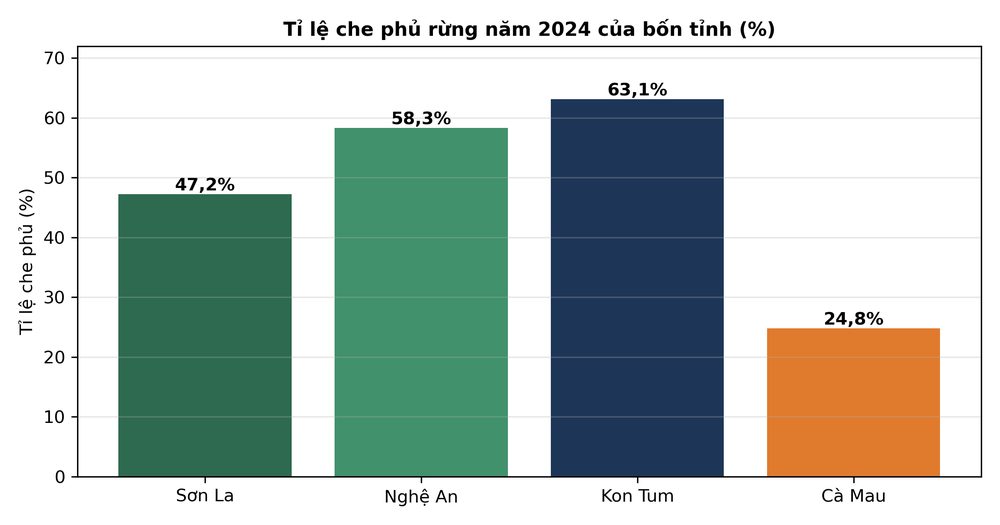 Tỉ lệ che phủ rừng năm 2024 của bốn tỉnh (%)
Tỉ lệ che phủ (%)
70
60
50
40
30
20
10
0
47,2%
58,3%
63,1%
24,8%
Sơn La
Nghệ An
Kon Tum
Cà Mau